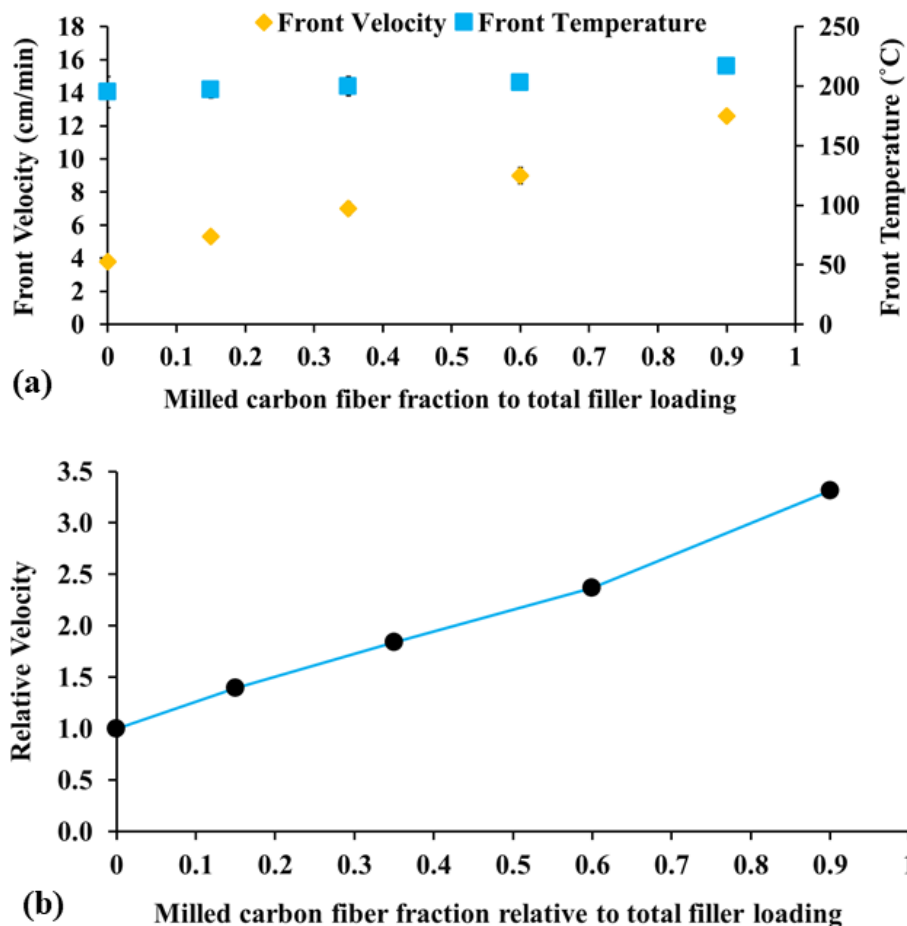 Front Velocity Front Temperature
Front Velocity (cm/min)
18
16
14
12
10
8
6
4
2
0
250
200
150
100
50
0
Front Temperature (˚C)
0 0.1 0.2 0.3 0.4 0.5 0.6 0.7 0.8 0.9 1
(a)
Milled carbon fiber fraction to total filler loading
Relative Velocity
3.5
3.0
2.5
2.0
1.5
1.0
0.5
0.0
0 0.1 0.2 0.3 0.4 0.5 0.6 0.7 0.8 0.9 1
(b)
Milled carbon fiber fraction relative to total filler loading